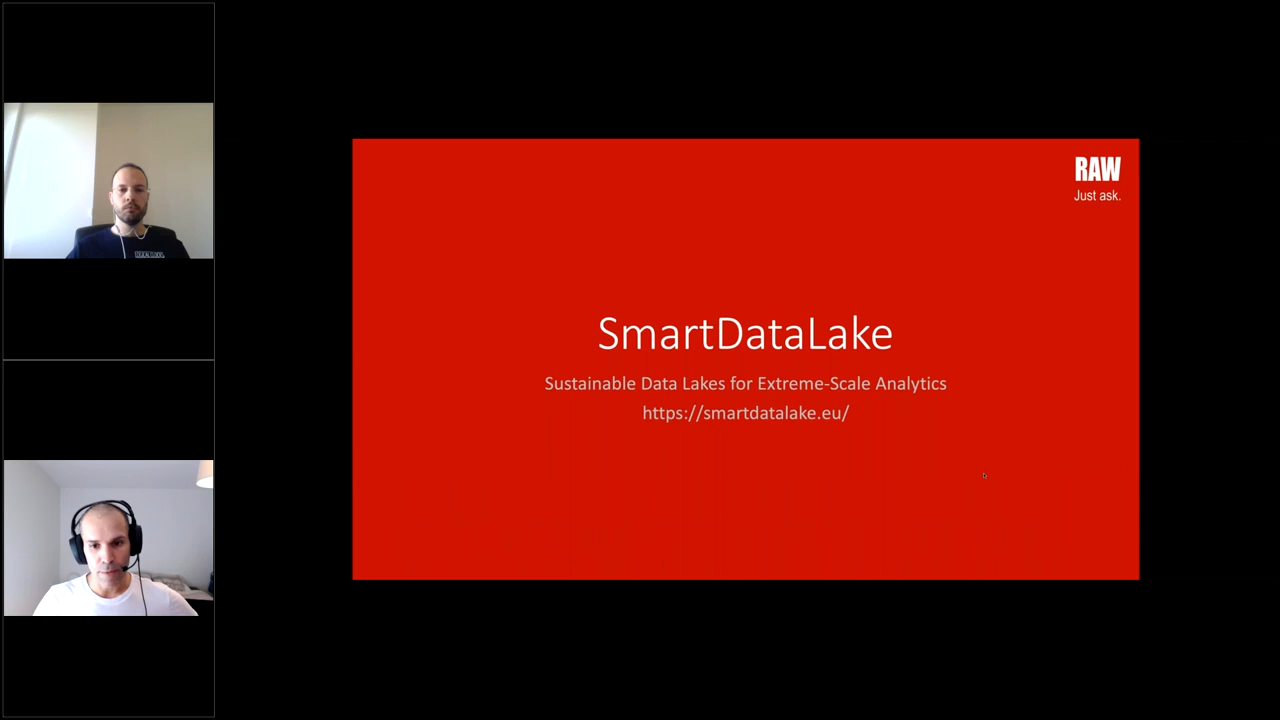 RAW
Just ask.
SmartDataLake
Sustainable Data Lakes for Extreme-Scale Analytics
https://smartdatalake.eu/